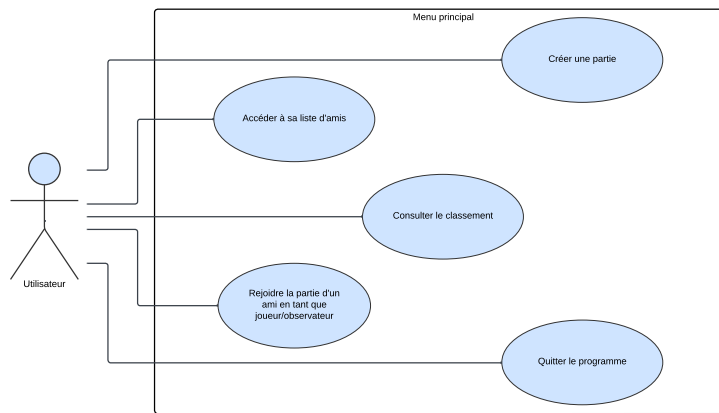 Menu principal
Créer une partie
Accéder à sa liste d'amis
Consulter le classement
Utilisateur
Rejoidre la partie d'un
ami en tant que
joueur/observateur
Quitter le programme